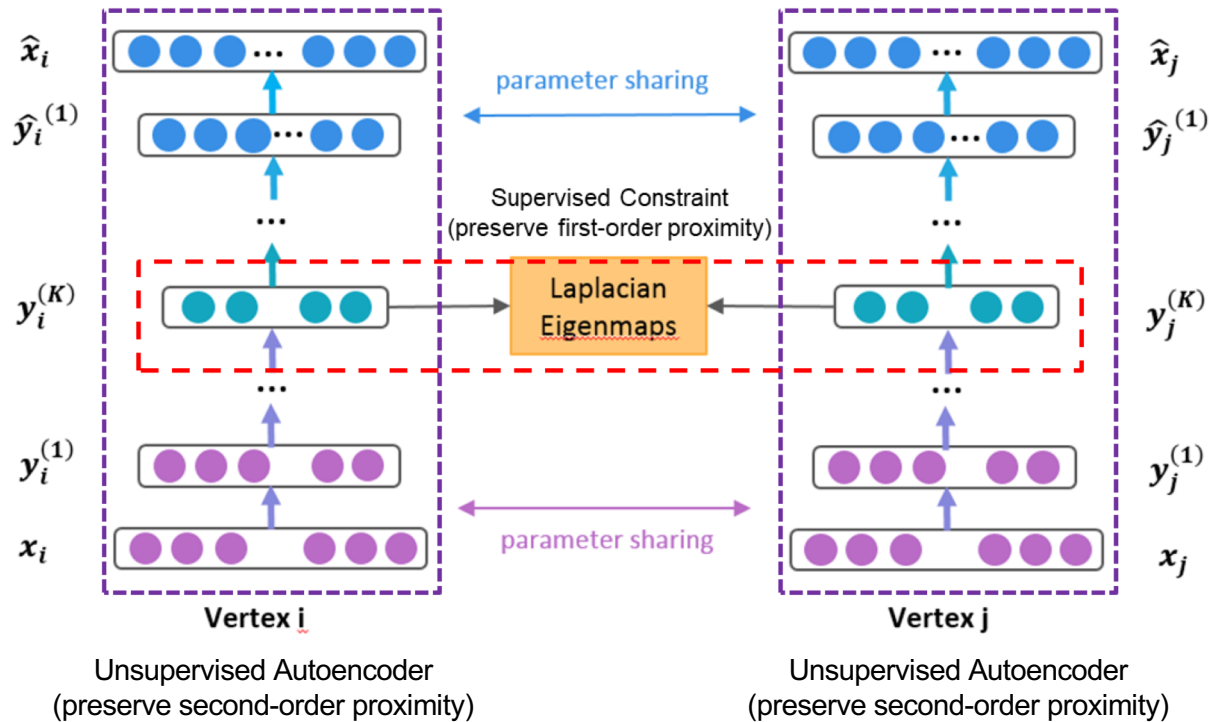 x̂ᵢ
x̂ⱼ
parameter sharing
ŷᵢ⁽¹⁾
ŷⱼ⁽¹⁾
...
Supervised Constraint
(preserve first-order proximity)
...
yᵢ⁽ᴷ⁾
Laplacian
Eigenmaps
yⱼ⁽ᴷ⁾
...
...
yᵢ⁽¹⁾
yⱼ⁽¹⁾
parameter sharing
xᵢ
xⱼ
Vertex i
Vertex j
Unsupervised Autoencoder
(preserve second-order proximity)
Unsupervised Autoencoder
(preserve second-order proximity)